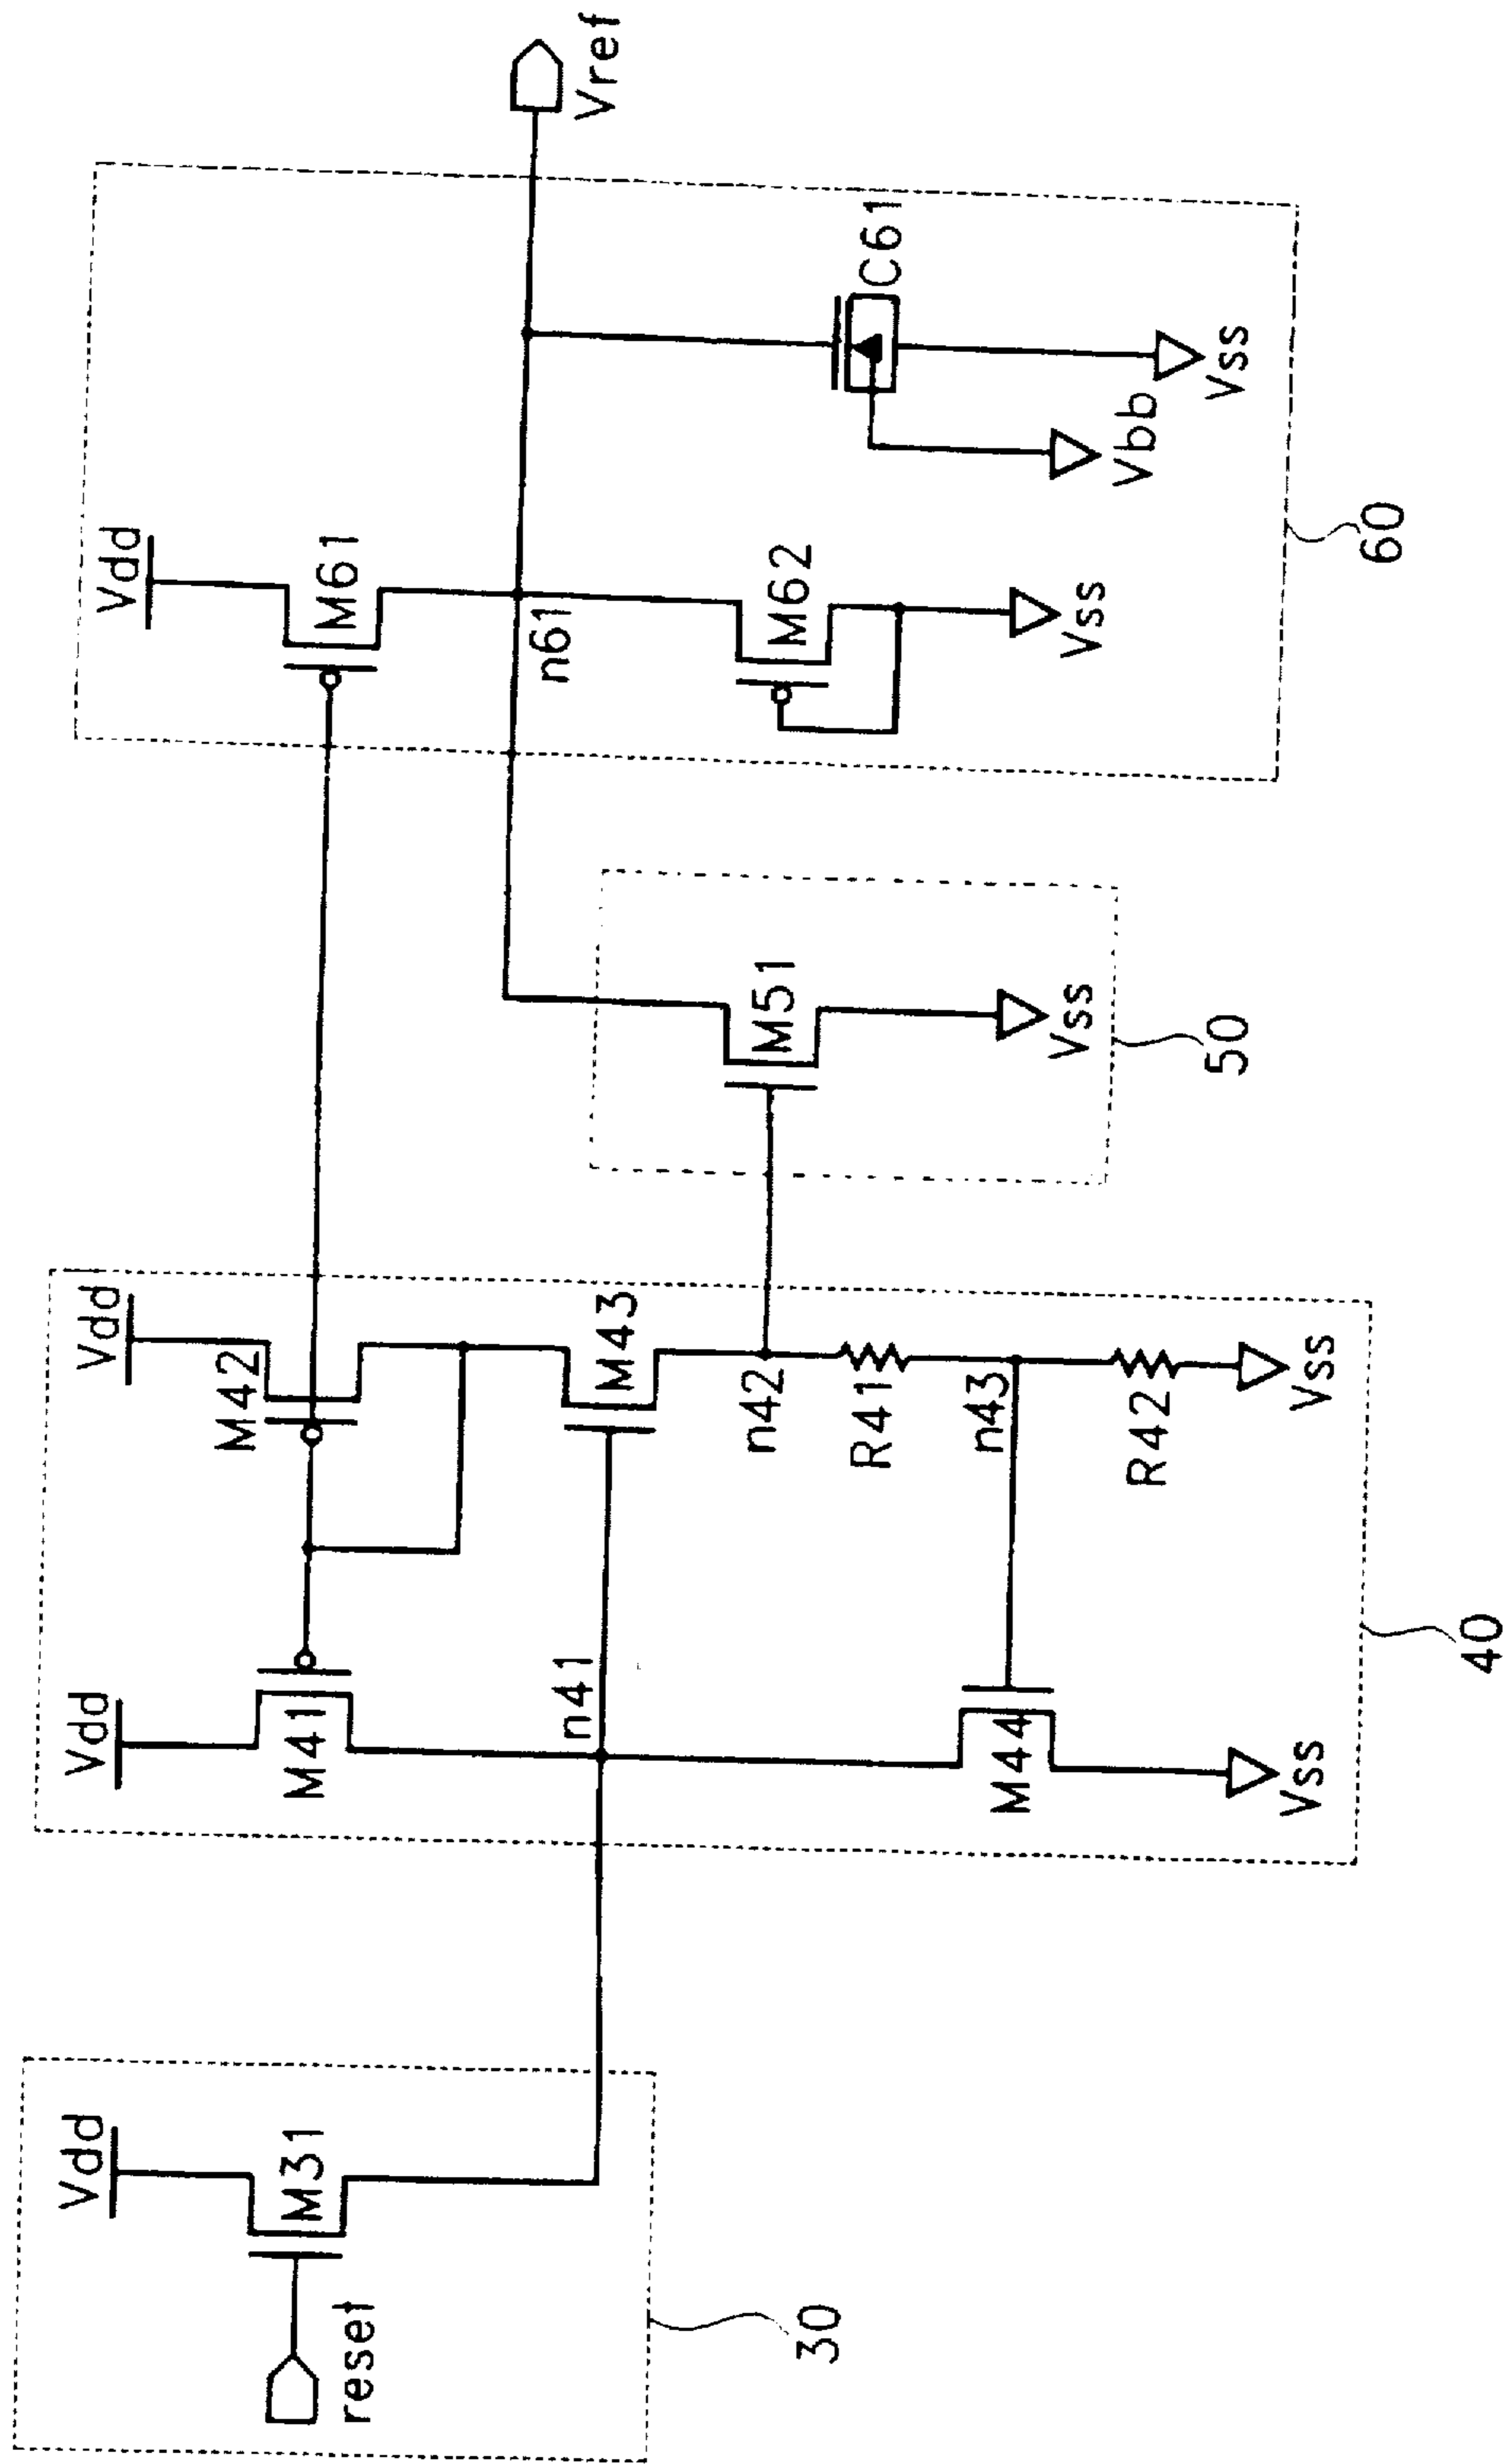 reset
Vdd
M31
30
Vdd
M41
n41
M44
Vss
Vdd
M42
M43
n42
R41
n43
R42
Vss
40
M51
Vss
50
Vdd
M61
n61
M62
Vss
C61
Vbb
Vss
60
Vref